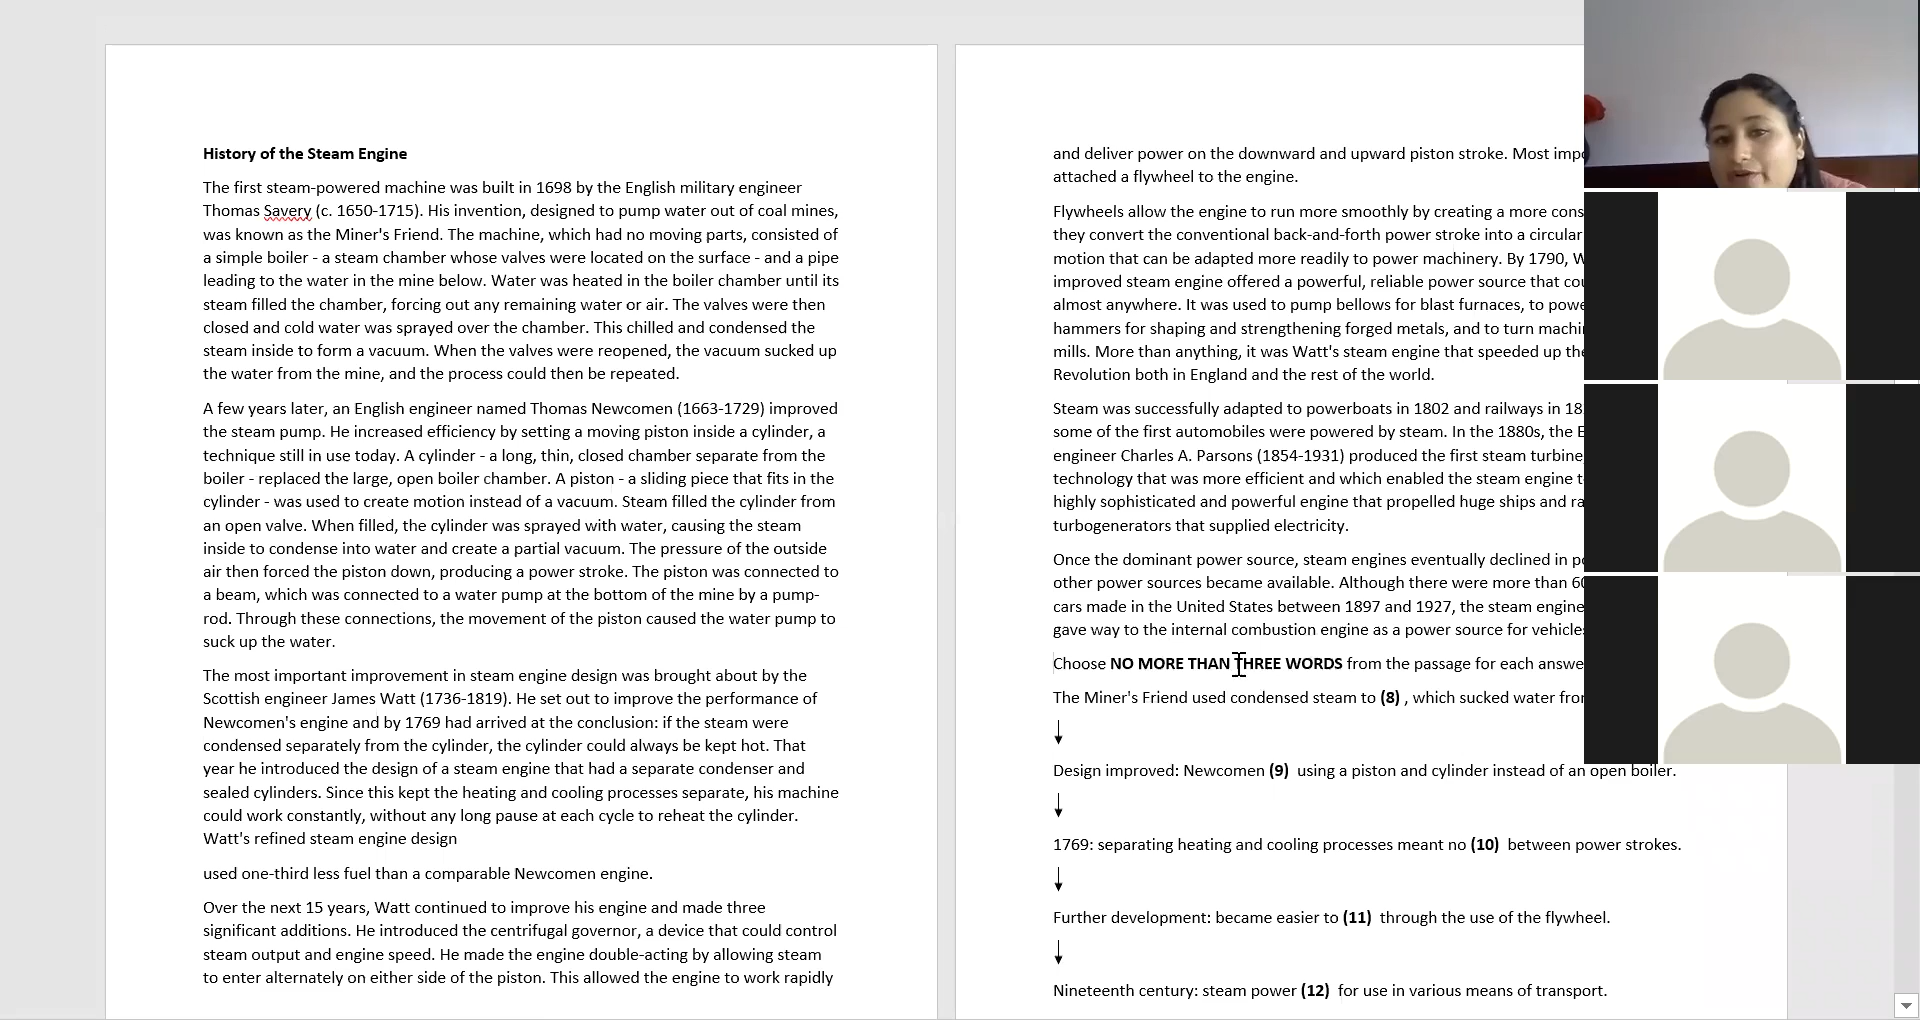 History of the Steam Engine
The first steam-powered machine was built in 1698 by the English military engineer
Thomas Savery (c. 1650-1715). His invention, designed to pump water out of coal mines,
was known as the Miner's Friend. The machine, which had no moving parts, consisted of
a simple boiler - a steam chamber whose valves were located on the surface - and a pipe
leading to the water in the mine below. Water was heated in the boiler chamber until its
steam filled the chamber, forcing out any remaining water or air. The valves were then
closed and cold water was sprayed over the chamber. This chilled and condensed the
steam inside to form a vacuum. When the valves were reopened, the vacuum sucked up
the water from the mine, and the process could then be repeated.
A few years later, an English engineer named Thomas Newcomen (1663-1729) improved
the steam pump. He increased efficiency by setting a moving piston inside a cylinder, a
technique still in use today. A cylinder - a long, thin, closed chamber separate from the
boiler - replaced the large, open boiler chamber. A piston - a sliding piece that fits in the
cylinder - was used to create motion instead of a vacuum. Steam filled the cylinder from
an open valve. When filled, the cylinder was sprayed with water, causing the steam
inside to condense into water and create a partial vacuum. The pressure of the outside
air then forced the piston down, producing a power stroke. The piston was connected to
a beam, which was connected to a water pump at the bottom of the mine by a pump-
rod. Through these connections, the movement of the piston caused the water pump to
suck up the water.
The most important improvement in steam engine design was brought about by the
Scottish engineer James Watt (1736-1819). He set out to improve the performance of
Newcomen's engine and by 1769 had arrived at the conclusion: if the steam were
condensed separately from the cylinder, the cylinder could always be kept hot. That
year he introduced the design of a steam engine that had a separate condenser and
sealed cylinders. Since this kept the heating and cooling processes separate, his machine
could work constantly, without any long pause at each cycle to reheat the cylinder.
Watt's refined steam engine design
used one-third less fuel than a comparable Newcomen engine.
Over the next 15 years, Watt continued to improve his engine and made three
significant additions. He introduced the centrifugal governor, a device that could control
steam output and engine speed. He made the engine double-acting by allowing steam
to enter alternately on either side of the piston. This allowed the engine to work rapidly
and deliver power on the downward and upward piston stroke. Most
attached a flywheel to the engine.
Flywheels allow the engine to run more smoothly by creating a more
they convert the conventional back-and-forth power stroke into a circular
motion that can be adapted more readily to power machinery. By 1790,
improved steam engine offered a powerful, reliable power source that
almost anywhere. It was used to pump bellows for blast furnaces, to
hammers for shaping and strengthening forged metals, and to turn
mills. More than anything, it was Watt's steam engine that speeded up
Revolution both in England and the rest of the world.
Steam was successfully adapted to powerboats in 1802 and railways in
some of the first automobiles were powered by steam. In the 1880s, the
engineer Charles A. Parsons (1854-1931) produced the first steam turbine
technology that was more efficient and which enabled the steam engine
highly sophisticated and powerful engine that propelled huge ships and
turbogenerators that supplied electricity.
Once the dominant power source, steam engines eventually declined in
other power sources became available. Although there were more than
cars made in the United States between 1897 and 1927, the steam engine
gave way to the internal combustion engine as a power source for
Choose NO MORE THAN THREE WORDS from the passage for each
The Miner's Friend used condensed steam to (8) , which sucked water
Design improved: Newcomen (9) using a piston and cylinder instead of an open boiler.
1769: separating heating and cooling processes meant no (10) between power strokes.
Further development: became easier to (11) through the use of the flywheel.
Nineteenth century: steam power (12) for use in various means of transport.